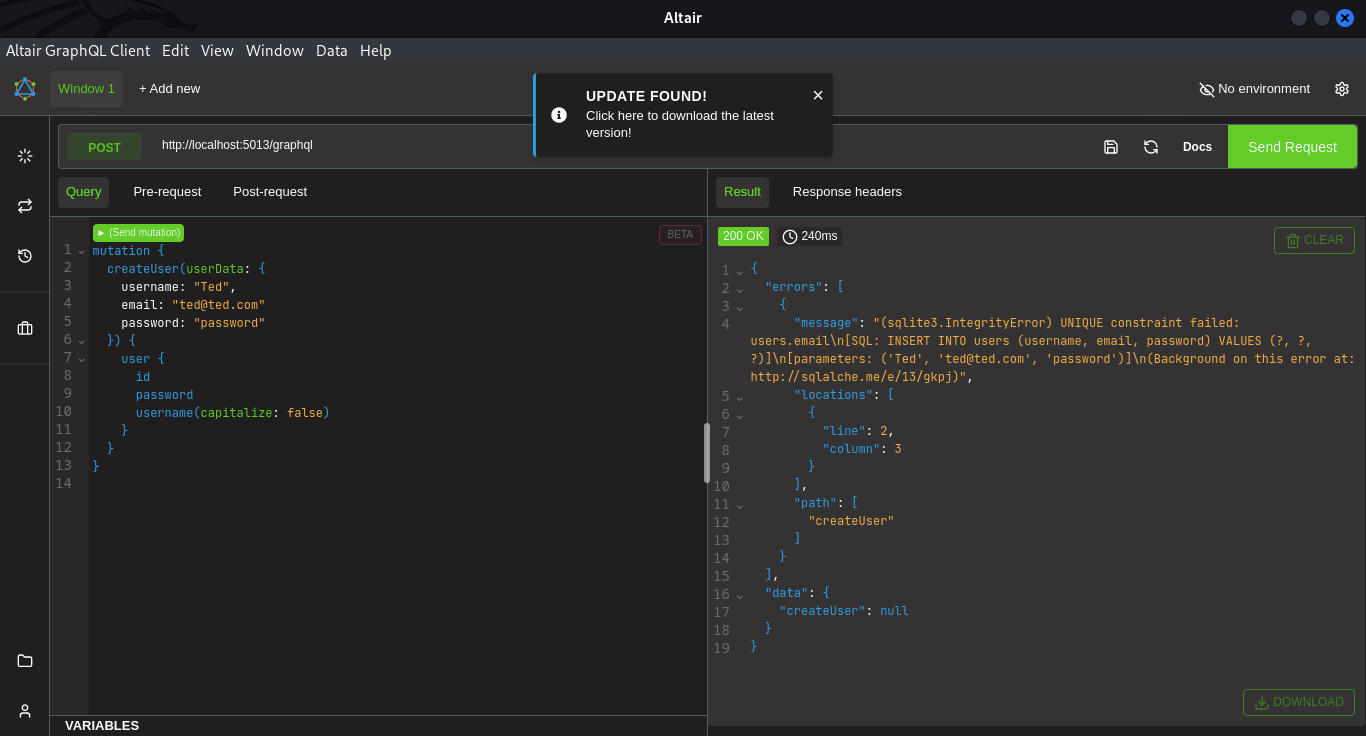 Altair
Altair GraphQL Client Edit View Window Data Help
Window 1 + Add new
No environment
UPDATE FOUND!
Click here to download the latest
version!
POST http://localhost:5013/graphql
Docs Send Request
Query Pre-request Post-request
▶ (Send mutation)
BETA
1 mutation {
2 createUser(userData: {
3 username: "Ted",
4 email: "ted@ted.com"
5 password: "password"
6 }) {
7 user {
8 id
9 password
10 username(capitalize: false)
11 }
12 }
13 }
14
VARIABLES
Result Response headers
200 OK 240ms
CLEAR
1 {
2 "errors": [
3 {
4 "message": "(sqlite3.IntegrityError) UNIQUE constraint failed:
users.email\n[SQL: INSERT INTO users (username, email, password) VALUES (?, ?,
?)]\n[parameters: ('Ted', 'ted@ted.com', 'password')]\n(Background on this error at:
http://sqlalche.me/e/13/gkpj)",
5 "locations": [
6 {
7 "line": 2,
8 "column": 3
9 }
10 ],
11 "path": [
12 "createUser"
13 ]
14 }
15 ],
16 "data": {
17 "createUser": null
18 }
19 }
DOWNLOAD